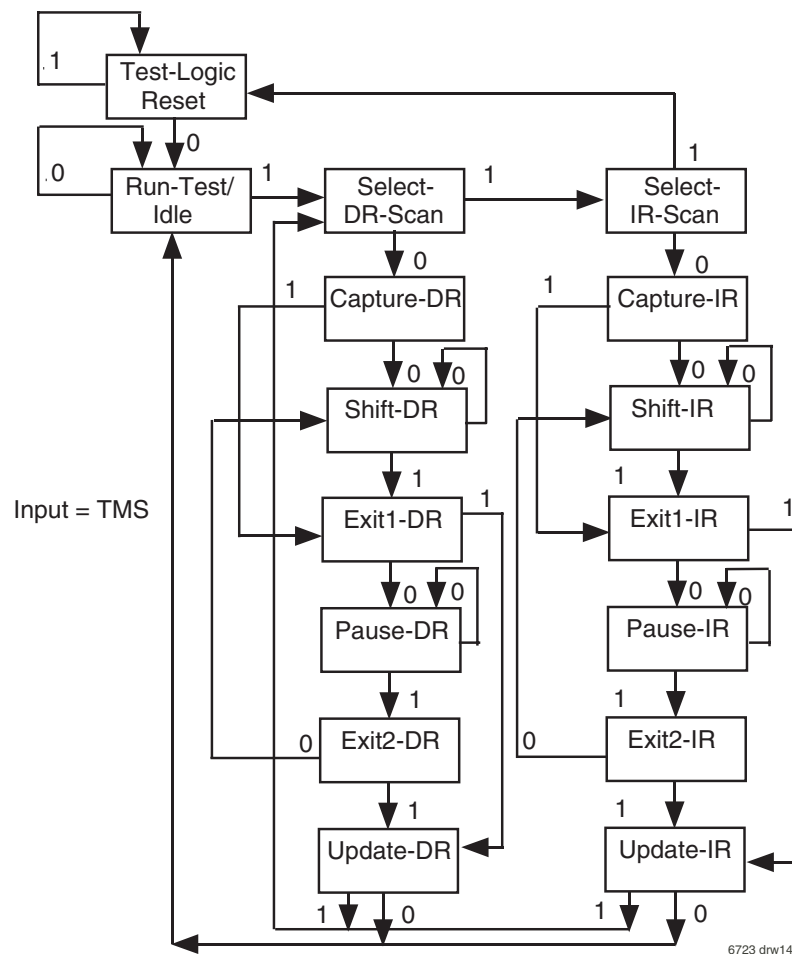 .1
Test-Logic
Reset
0
1
.0
Run-Test/
Idle
1
Select-
DR-Scan
1
Select-
IR-Scan
0
0
1
Capture-DR
1
Capture-IR
0
0
0
0
Shift-DR
Shift-IR
1
1
Input = TMS
Exit1-DR
1
Exit1-IR
1
0
0
0
0
Pause-DR
Pause-IR
1
1
0
Exit2-DR
0
Exit2-IR
1
1
Update-DR
Update-IR
1
0
1
0
6723 drw14